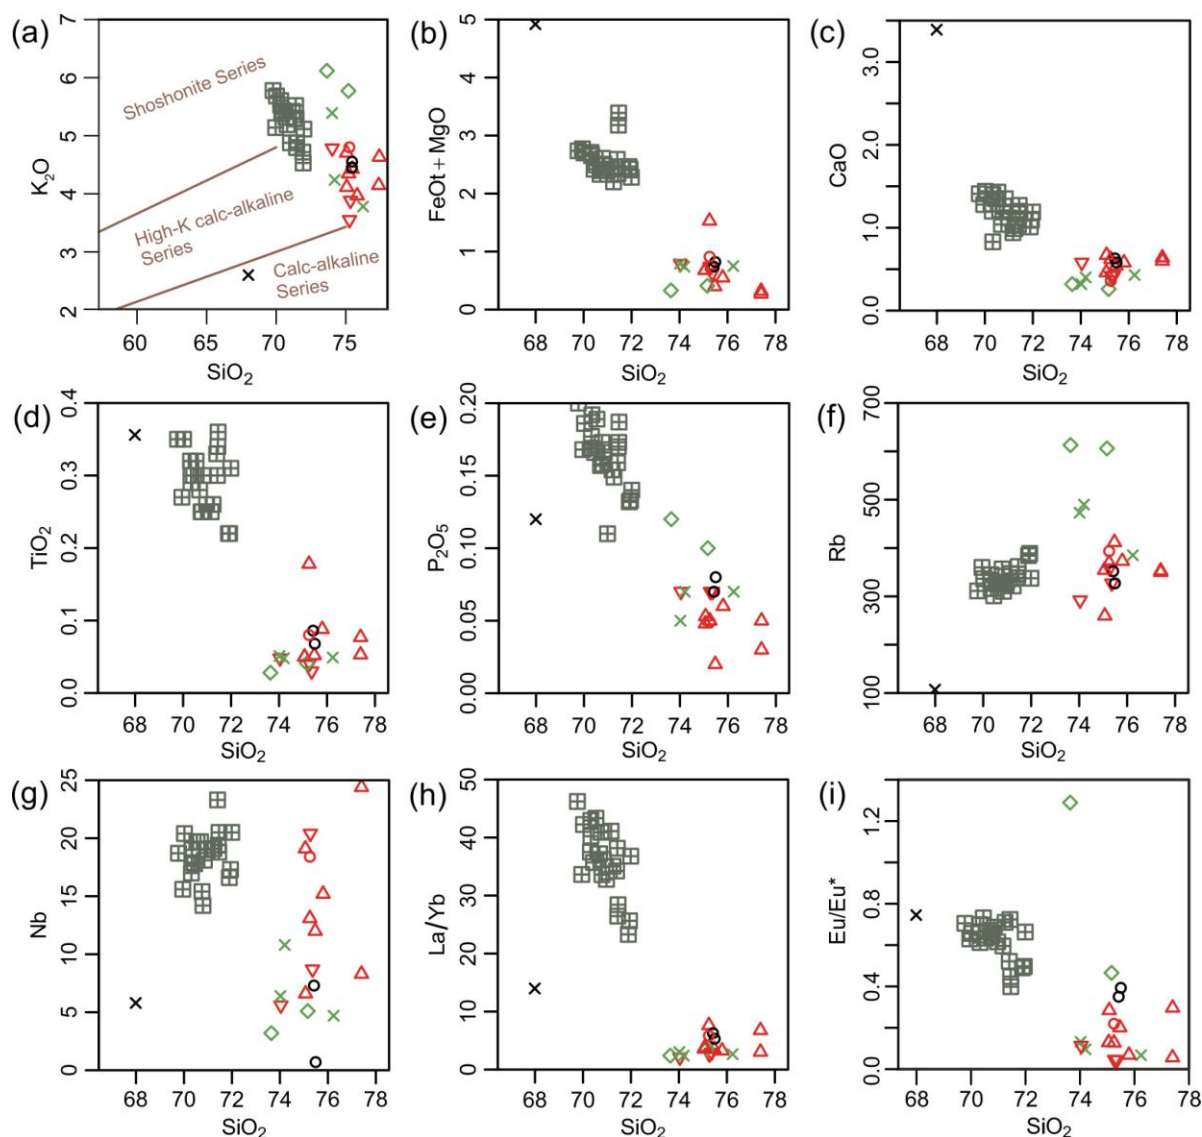 (a)
7
6
5
4
3
2
K₂O
Shoshonite Series
High-K calc-alkaline
Series
Calc-alkaline
Series
60 65 70 75
SiO₂
(b)
5
4
3
2
1
0
FeOt + MgO
68 70 72 74 76 78
SiO₂
(c)
3.0
2.0
1.0
0.0
CaO
68 70 72 74 76 78
SiO₂
(d)
0.4
0.3
0.2
0.1
0.0
TiO₂
68 70 72 74 76 78
SiO₂
(e)
0.20
0.15
0.10
0.05
0.00
P₂O₅
68 70 72 74 76 78
SiO₂
(f)
700
500
300
100
Rb
68 70 72 74 76 78
SiO₂
(g)
25
20
15
10
5
0
Nb
68 70 72 74 76 78
SiO₂
(h)
50
40
30
20
10
0
La/Yb
68 70 72 74 76 78
SiO₂
(i)
1.2
0.8
0.4
0.0
Eu/Eu*
68 70 72 74 76 78
SiO₂